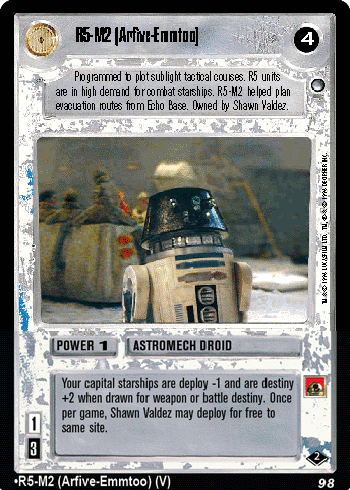 R5-M2 (Arfive-Emmtoo)
4
Programmed to plot sublight tactical courses. R5 units
are in high demand for combat starships. R5-M2 helped plan
evacuation routes from Echo Base. Owned by Shawn Valdez.
POWER 1
ASTROMECH DROID
Your capital starships are deploy -1 and are destiny
+2 when drawn for weapon or battle destiny. Once
per game, Shawn Valdez may deploy for free to
same site.
1
3
2
•R5-M2 (Arfive-Emmtoo) (V)
98